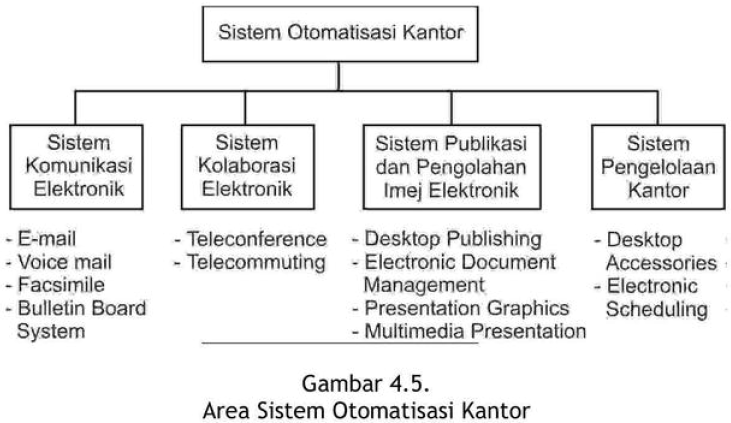 Sistem Otomatisasi Kantor
Sistem
Komunikasi
Elektronik
- E-mail
- Voice mail
- Facsimile
- Bulletin Board
System
Sistem
Kolaborasi
Elektronik
- Teleconference
- Telecommuting
Sistem Publikasi
dan Pengolahan
Imej Elektronik
- Desktop Publishing
- Electronic Document
Management
- Presentation Graphics
- Multimedia Presentation
Sistem
Pengelolaan
Kantor
- Desktop
Accessories
- Electronic
Scheduling
Gambar 4.5.
Area Sistem Otomatisasi Kantor